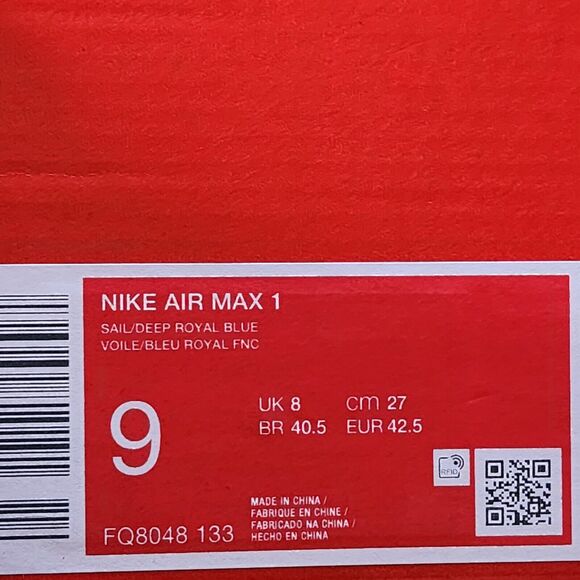 NIKE AIR MAX 1
SAIL/DEEP ROYAL BLUE
VOILE/BLEU ROYAL FNC
9
UK 8 cm 27
BR 40.5 EUR 42.5
RFID
MADE IN CHINA /
FABRIQUE EN CHINE /
FABRICADO NA CHINA /
HECHO EN CHINA
FQ8048 133